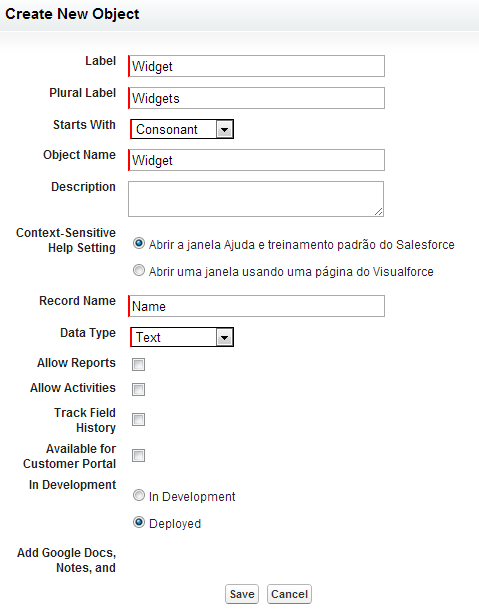 Create New Object
Label
Widget
Plural Label
Widgets
Starts With
Consonant
Object Name
Widget
Description
Context-Sensitive
Help Setting
Abrir a janela Ajuda e treinamento padrão do Salesforce
Abrir uma janela usando uma página do Visualforce
Record Name
Name
Data Type
Text
Allow Reports
Allow Activities
Track Field
History
Available for
Customer Portal
In Development
In Development
Deployed
Add Google Docs,
Notes, and
Save Cancel